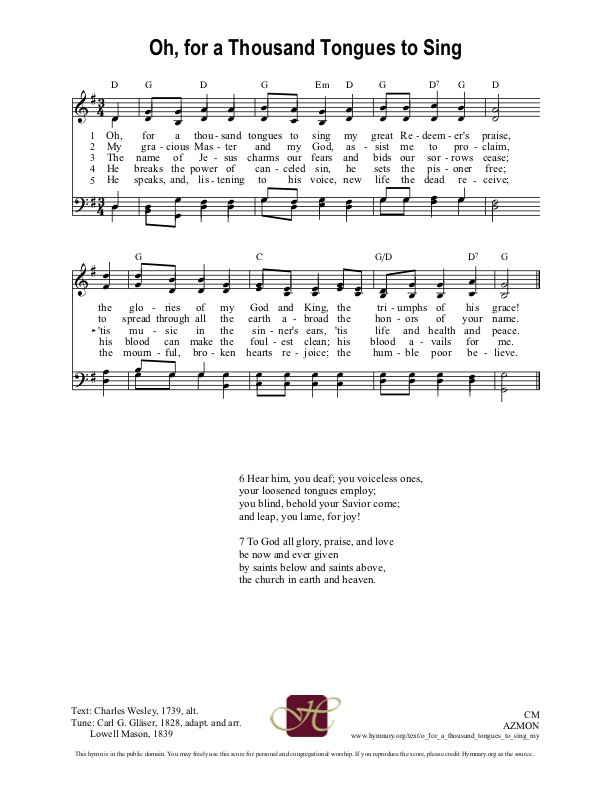 Oh, for a Thousand Tongues to Sing
D G D G Em D G D7 G D
3 4
3 4
1 Oh, for a thou - sand tongues to sing my great Re - deem - er's praise,
2 My gra - cious Mas - ter and my God, as - sist me to pro - claim,
3 The name of Je - sus charms our fears and bids our sor - rows cease;
4 He breaks the power of can - celed sin, he sets the pis - oner free;
5 He speaks, and, lis - tening to his voice, new life the dead re - ceive;
G C G/D D7 G
the glo - ries of my God and King, the tri - umphs of his grace!
to spread through all the earth a - broad the hon - ors of your name.
'tis mu - sic in the sin - ner's ears, 'tis life and health and peace.
his blood can make the foul - est clean; his blood a - vails for me.
the mourn - ful, bro - ken hearts re - joice; the hum - ble poor be - lieve.
6 Hear him, you deaf; you voiceless ones,
your loosened tongues employ;
you blind, behold your Savior come;
and leap, you lame, for joy!
7 To God all glory, praise, and love
be now and ever given
by saints below and saints above,
the church in earth and heaven.
Text: Charles Wesley, 1739, alt.
Tune: Carl G. Gläser, 1828, adapt. and arr.
Lowell Mason, 1839
H
CM
AZMON
www.hymnary.org/text/o_for_a_thousand_tongues_to_sing_my
This hymn is in the public domain. You may freely use this score for personal and congregational worship. If you reproduce the score, please credit Hymnary.org as the source.